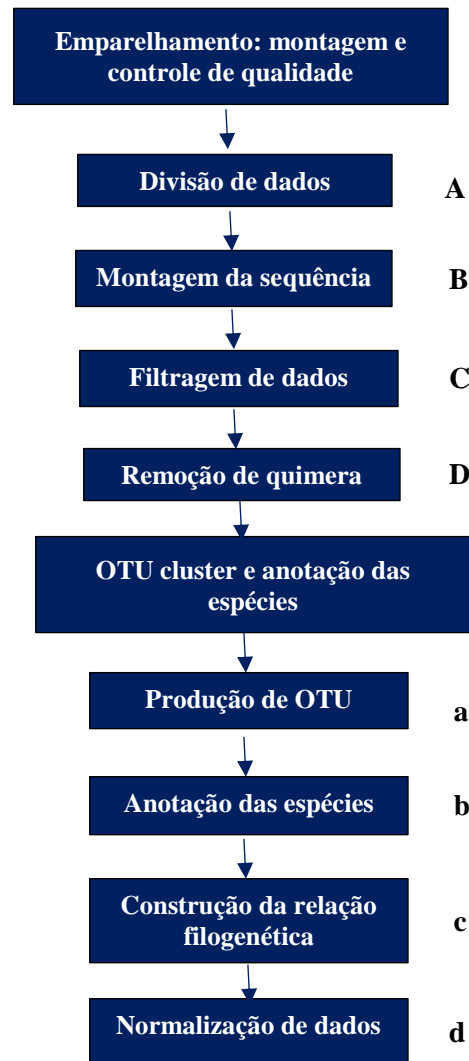 Emparelhamento: montagem e
controle de qualidade
Divisão de dados
A
Montagem da sequência
B
Filtragem de dados
C
Remoção de quimera
D
OTU cluster e anotação das
espécies
Produção de OTU
a
Anotação das espécies
b
Construção da relação
filogenética
c
Normalização de dados
d